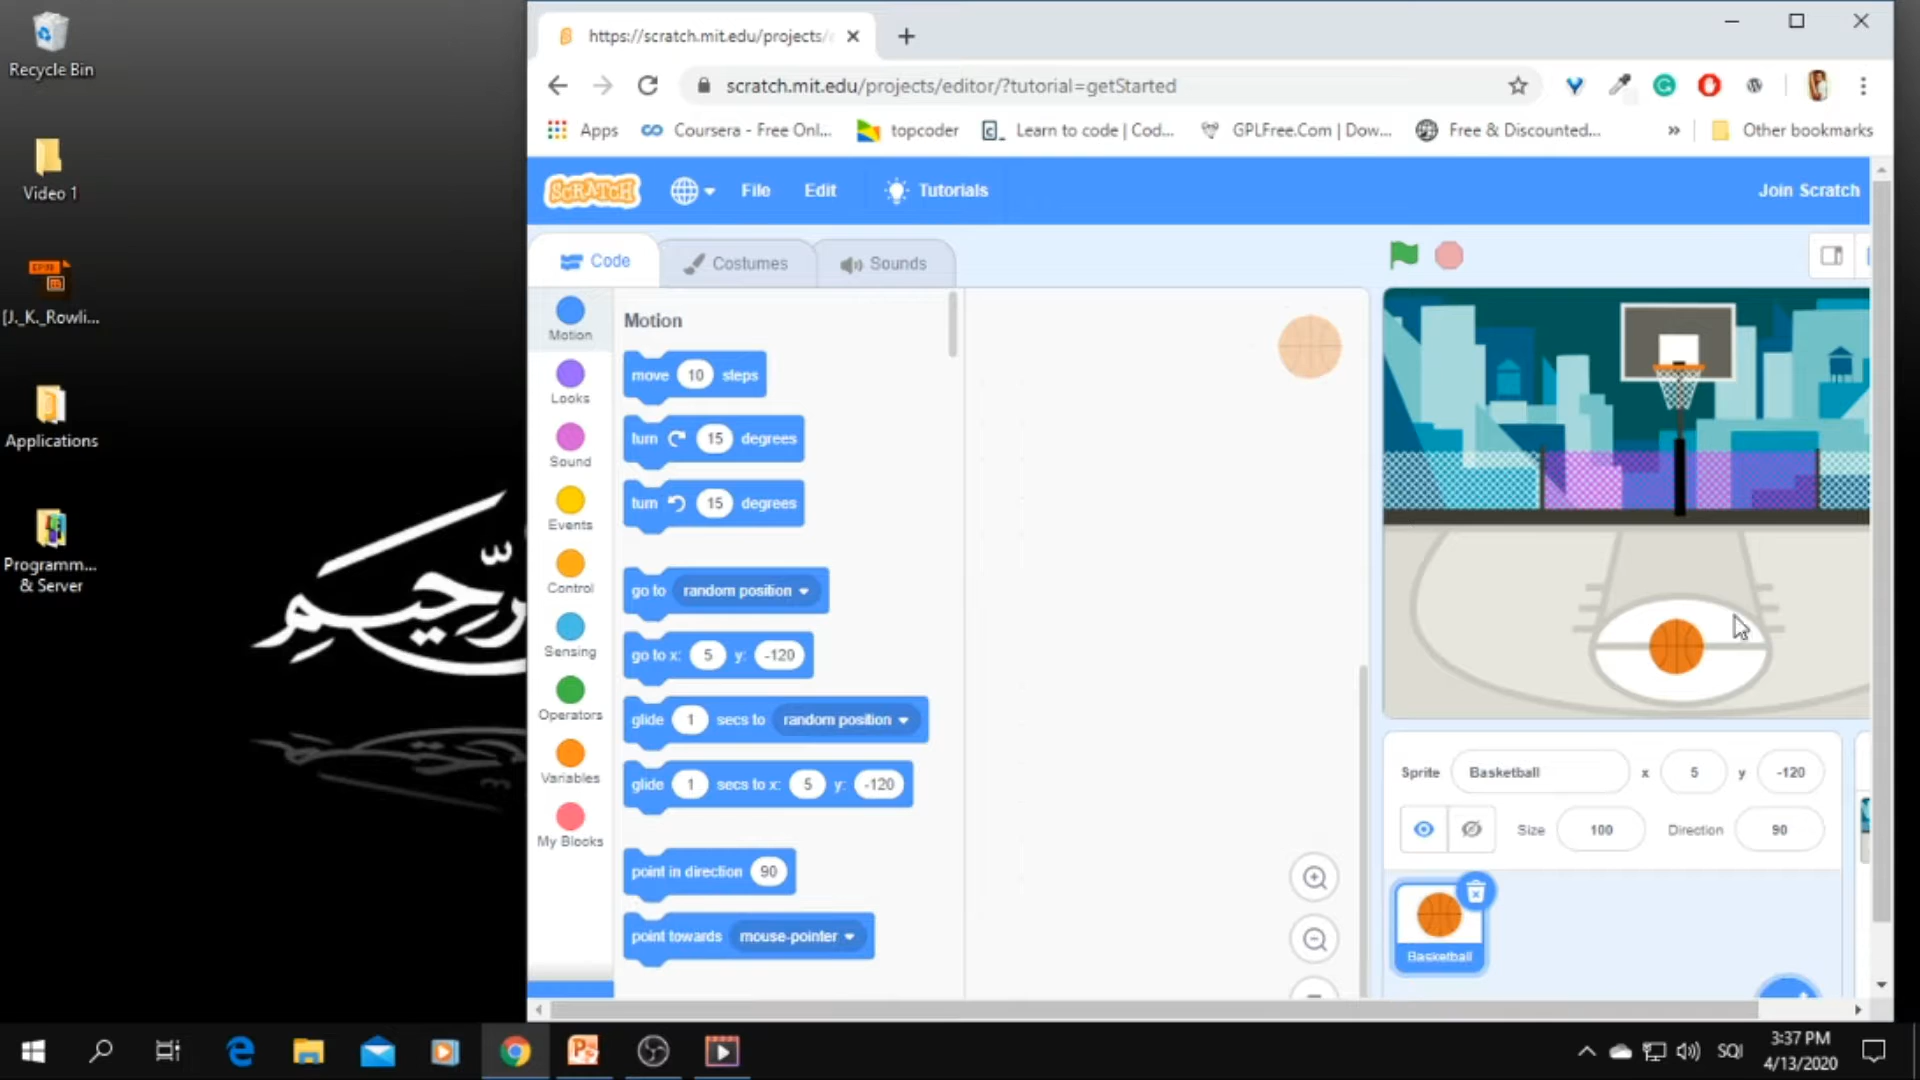 Recycle Bin
Video 1
[J._K._Rowli...
Applications
Programm...
& Server
https://scratch.mit.edu/projects/
scratch.mit.edu/projects/editor/?tutorial=getStarted
Apps
Coursera - Free Onl...
topcoder
Learn to code | Cod...
GPLFree.Com | Dow...
Free & Discounted...
»
Other bookmarks
SCRATCH
File
Edit
Tutorials
Join Scratch
Code
Costumes
Sounds
Motion
Looks
Sound
Events
Control
Sensing
Operators
Variables
My Blocks
Motion
move 10 steps
turn 15 degrees
turn 15 degrees
go to random position
go to x: 5 y: -120
glide 1 secs to random position
glide 1 secs to x: 5 y: -120
point in direction 90
point towards mouse-pointer
Sprite Basketball x 5 y -120
Size 100 Direction 90
Basketball
SQI
3:37 PM
4/13/2020